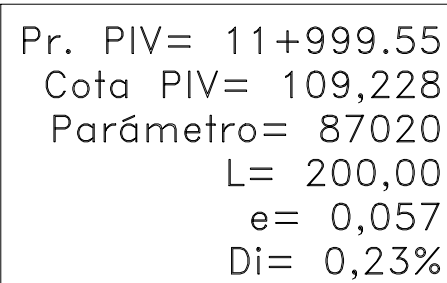 Pr. PIV= 11+999.55
Cota PIV= 109,228
Parámetro= 87020
L= 200,00
e= 0,057
Di= 0,23%